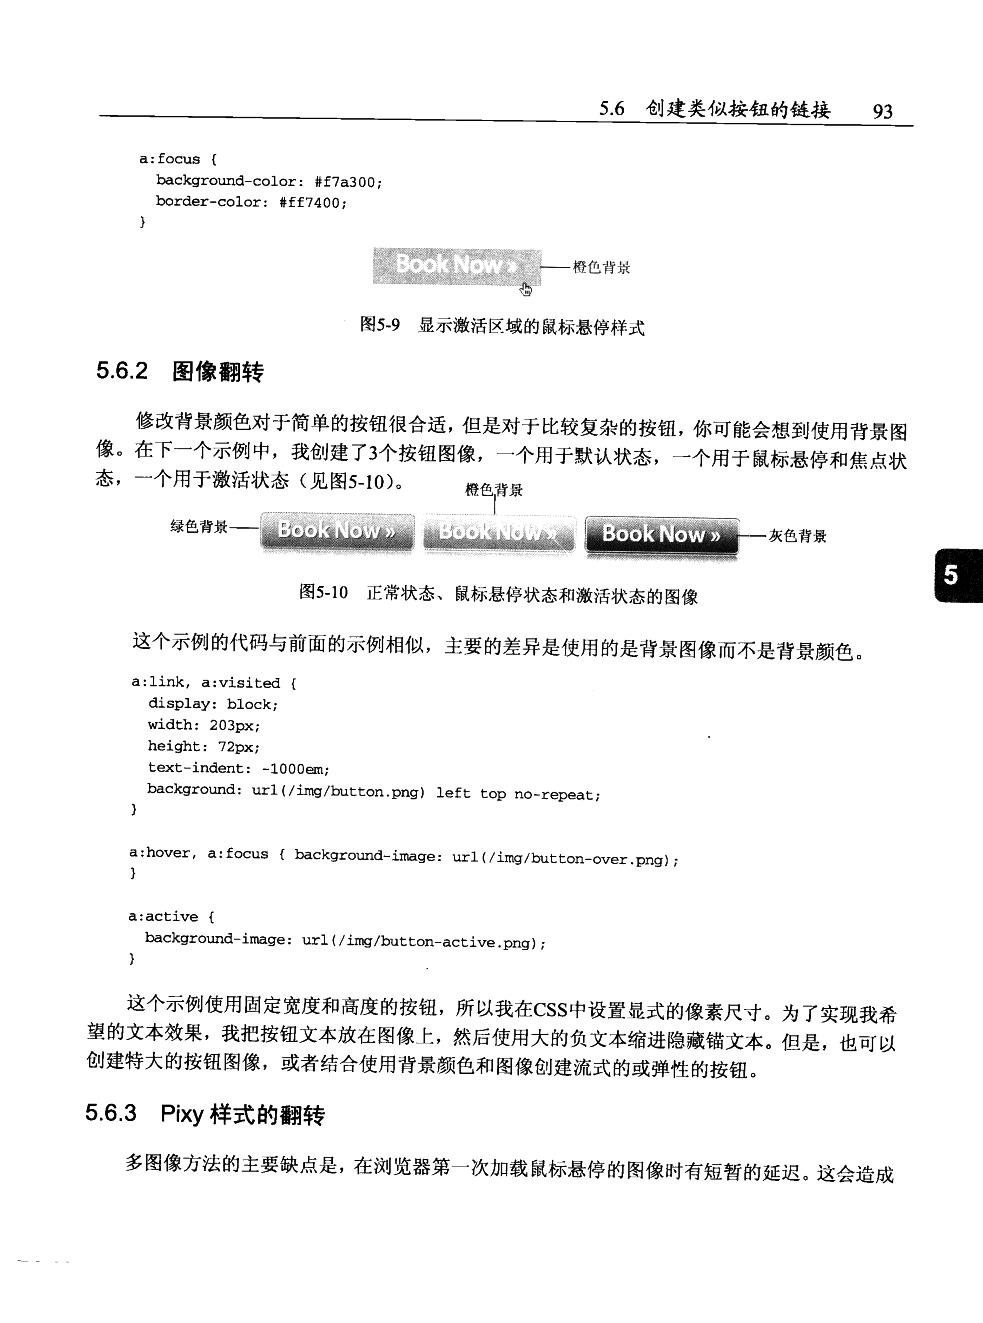 5.6 创建类似按钮的链接 93
a:focus {
background-color: #f7a300;
border-color: #ff7400;
}
Book Now »
橙色背景
图5-9 显示激活区域的鼠标悬停样式
5.6.2 图像翻转
修改背景颜色对于简单的按钮很合适，但是对于比较复杂的按钮，你可能会想到使用背景图
像。在下一个示例中，我创建了3个按钮图像，一个用于默认状态，一个用于鼠标悬停和焦点状
态，一个用于激活状态（见图5-10）。
橙色背景
绿色背景 Book Now » Book Now » Book Now » 灰色背景
图5-10 正常状态、鼠标悬停状态和激活状态的图像
5
这个示例的代码与前面的示例相似，主要的差异是使用的是背景图像而不是背景颜色。
a:link, a:visited {
display: block;
width: 203px;
height: 72px;
text-indent: -1000em;
background: url(/img/button.png) left top no-repeat;
}
a:hover, a:focus { background-image: url(/img/button-over.png);
}
a:active {
background-image: url(/img/button-active.png);
}
这个示例使用固定宽度和高度的按钮，所以我在CSS中设置显式的像素尺寸。为了实现我希
望的文本效果，我把按钮文本放在图像上，然后使用大的负文本缩进隐藏锚文本。但是，也可以
创建特大的按钮图像，或者结合使用背景颜色和图像创建流式的或弹性的按钮。
5.6.3 Pixy 样式的翻转
多图像方法的主要缺点是，在浏览器第一次加载鼠标悬停的图像时有短暂的延迟。这会造成